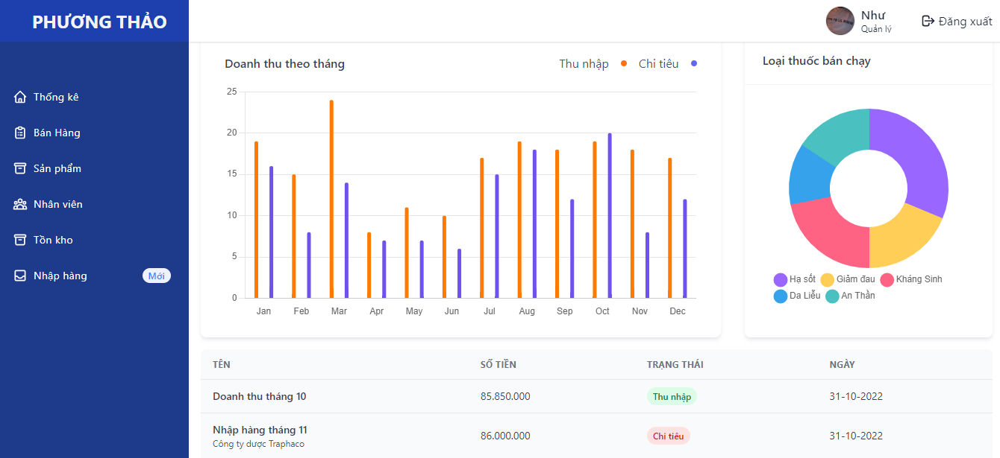 PHƯƠNG THẢO
Như
Quản lý
Đăng xuất
Thống kê
Bán Hàng
Sản phẩm
Nhân viên
Tồn kho
Nhập hàng Mới
Doanh thu theo tháng Thu nhập Chi tiêu
25
20
15
10
5
0
Jan Feb Mar Apr May Jun Jul Aug Sep Oct Nov Dec
Loại thuốc bán chạy
Hạ sốt Giảm đau Kháng Sinh
Da Liễu An Thần
TÊN SỐ TIỀN TRẠNG THÁI NGÀY
Doanh thu tháng 10 85.850.000 Thu nhập 31-10-2022
Nhập hàng tháng 11 86.000.000 Chi tiêu 31-10-2022
Công ty dược Traphaco